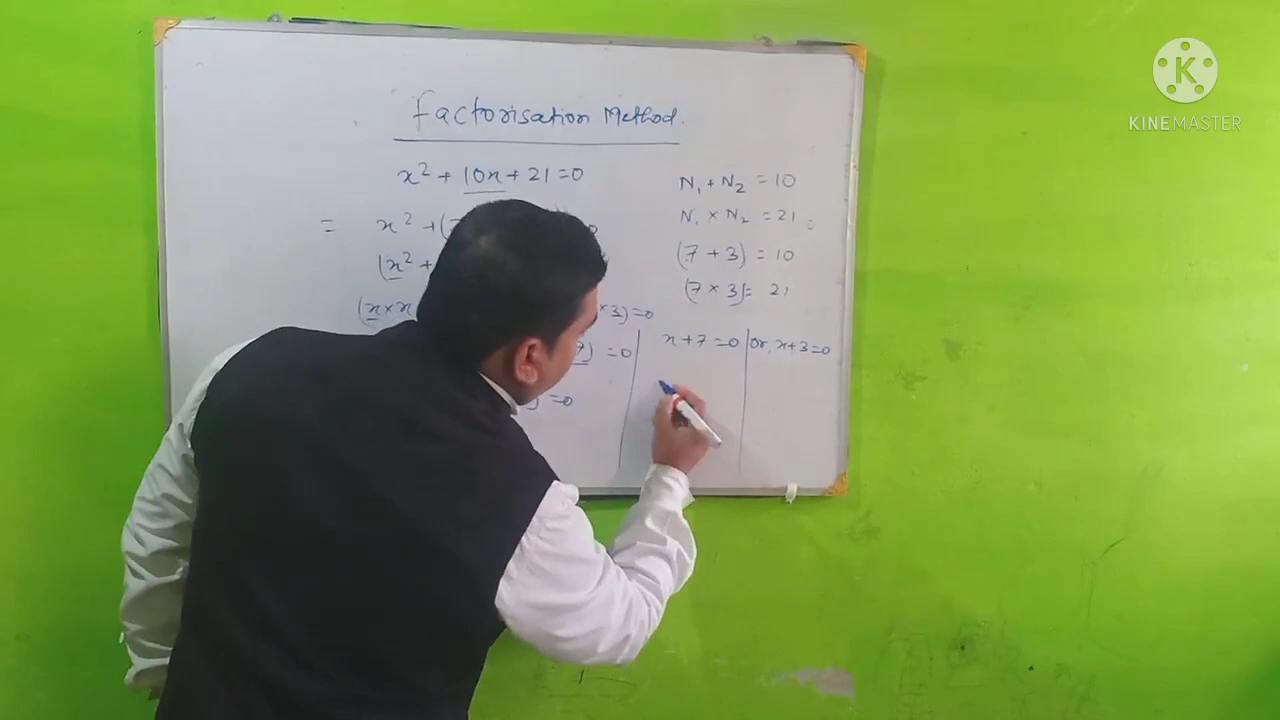 Factorisation Method.
x² + 10x + 21 = 0
= x² + (7
(x² +
(x × x × 3) = 0
7) = 0
) = 0
N₁ + N₂ = 10
N₁ × N₂ = 21
(7 + 3) = 10
(7 × 3) = 21
x + 7 = 0 or, x + 3 = 0
K
KINEMASTER